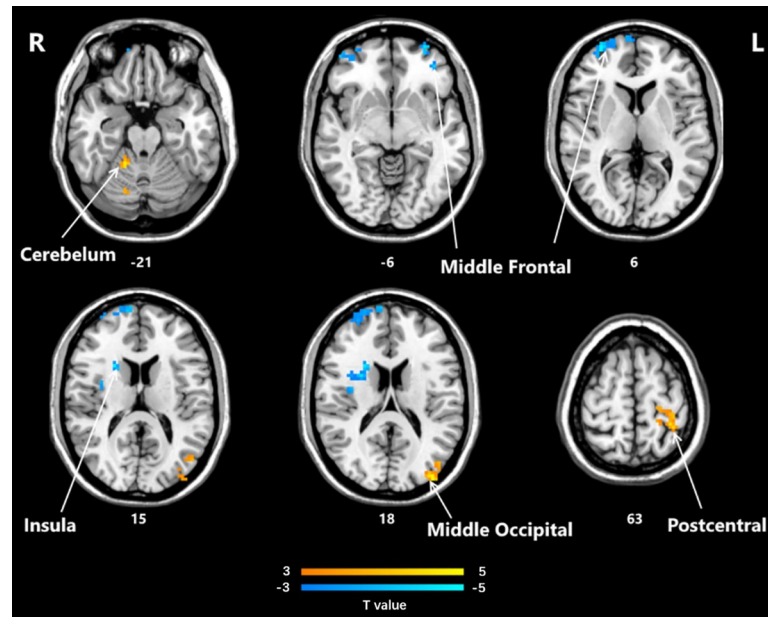 R
L
Cerebelum
-21
-6
Middle Frontal
6
Insula
15
18
Middle Occipital
63
Postcentral
3
5
-3
-5
T value